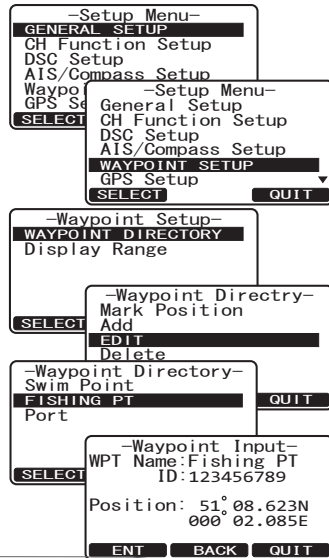 -Setup Menu-
GENERAL SETUP
CH Function Setup
DSC Setup
AIS/Compass Setup
Waypoi
GPS Se
SELECT
-Setup Menu-
General Setup
CH Function Setup
DSC Setup
AIS/Compass Setup
WAYPOINT SETUP
GPS Setup
SELECT QUIT
-Waypoint Setup-
WAYPOINT DIRECTORY
Display Range
SELECT
-Waypoint Directry-
Mark Position
Add
EDIT
Delete
QUIT
-Waypoint Directory-
Swim Point
FISHING PT
Port
SELECT
-Waypoint Input-
WPT Name:Fishing PT
ID:123456789
Position: 51°08.623N
000°02.085E
ENT BACK QUIT